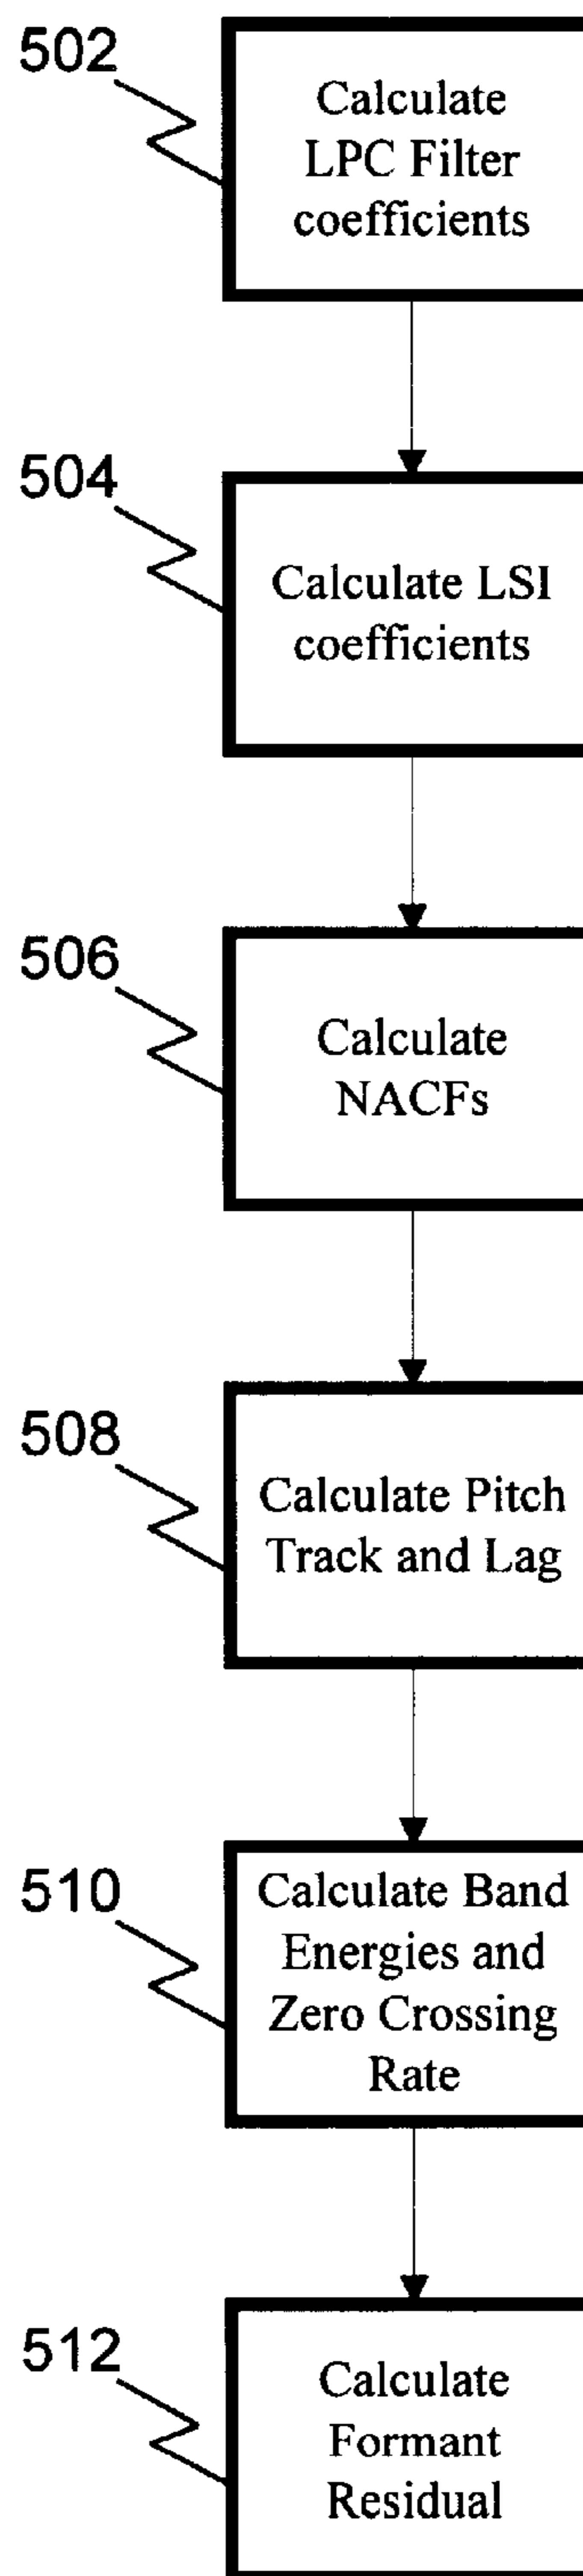 502
Calculate
LPC Filter
coefficients
504
Calculate LSI
coefficients
506
Calculate
NACFs
508
Calculate Pitch
Track and Lag
510
Calculate Band
Energies and
Zero Crossing
Rate
512
Calculate
Formant
Residual